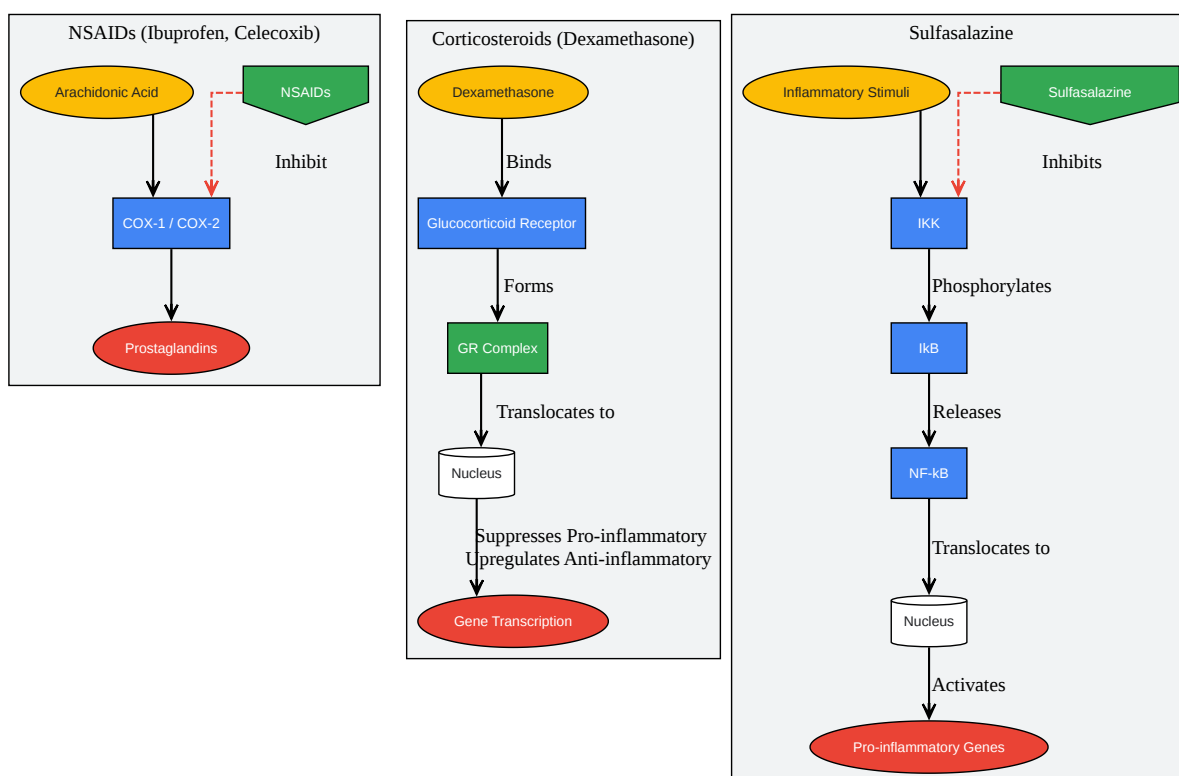 NSAIDs (Ibuprofen, Celecoxib)
Arachidonic Acid
NSAIDs
Inhibit
COX-1 / COX-2
Prostaglandins
Corticosteroids (Dexamethasone)
Dexamethasone
Binds
Glucocorticoid Receptor
Forms
GR Complex
Translocates to
Nucleus
Suppresses Pro-inflammatory
Upregulates Anti-inflammatory
Gene Transcription
Sulfasalazine
Inflammatory Stimuli
Sulfasalazine
Inhibits
IKK
Phosphorylates
IkB
Releases
NF-kB
Translocates to
Nucleus
Activates
Pro-inflammatory Genes